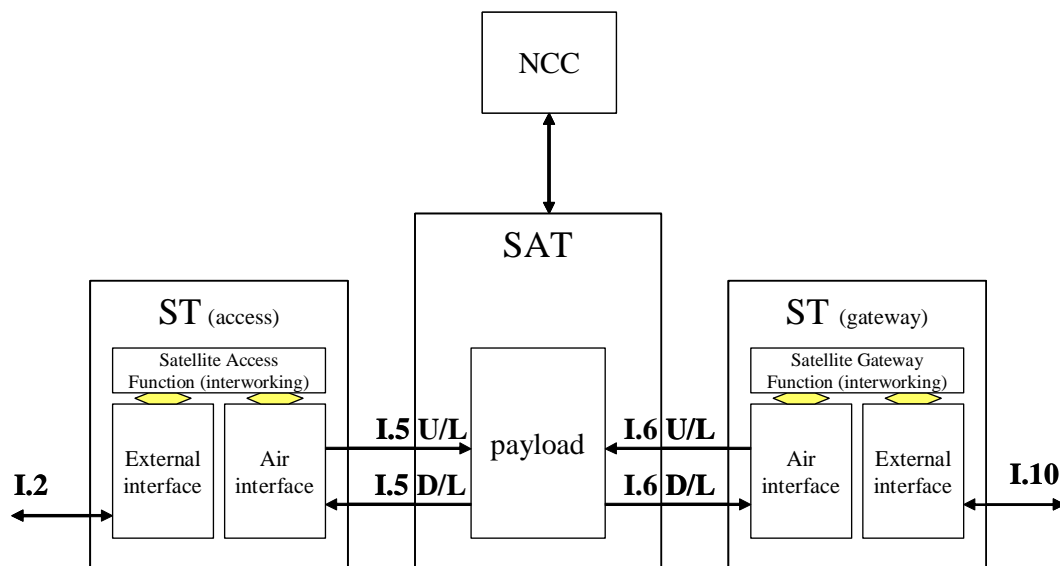 NCC
SAT
ST (access)
ST (gateway)
Satellite Access
Function (interworking)
Satellite Gateway
Function (interworking)
I.5 U/L
I.6 U/L
External
interface
Air
interface
payload
Air
interface
External
interface
I.2
I.5 D/L
I.6 D/L
I.10